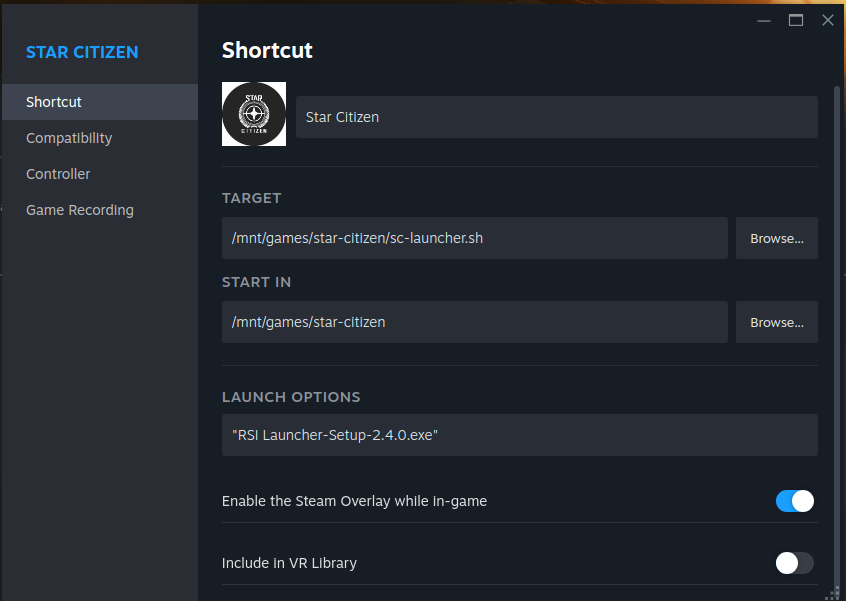 STAR CITIZEN
Shortcut
Compatibility
Controller
Game Recording
Shortcut
STAR
CITIZEN
Star Citizen
TARGET
/mnt/games/star-citizen/sc-launcher.sh
Browse...
START IN
/mnt/games/star-citizen
Browse...
LAUNCH OPTIONS
"RSI Launcher-Setup-2.4.0.exe"
Enable the Steam Overlay while in-game
Include in VR Library